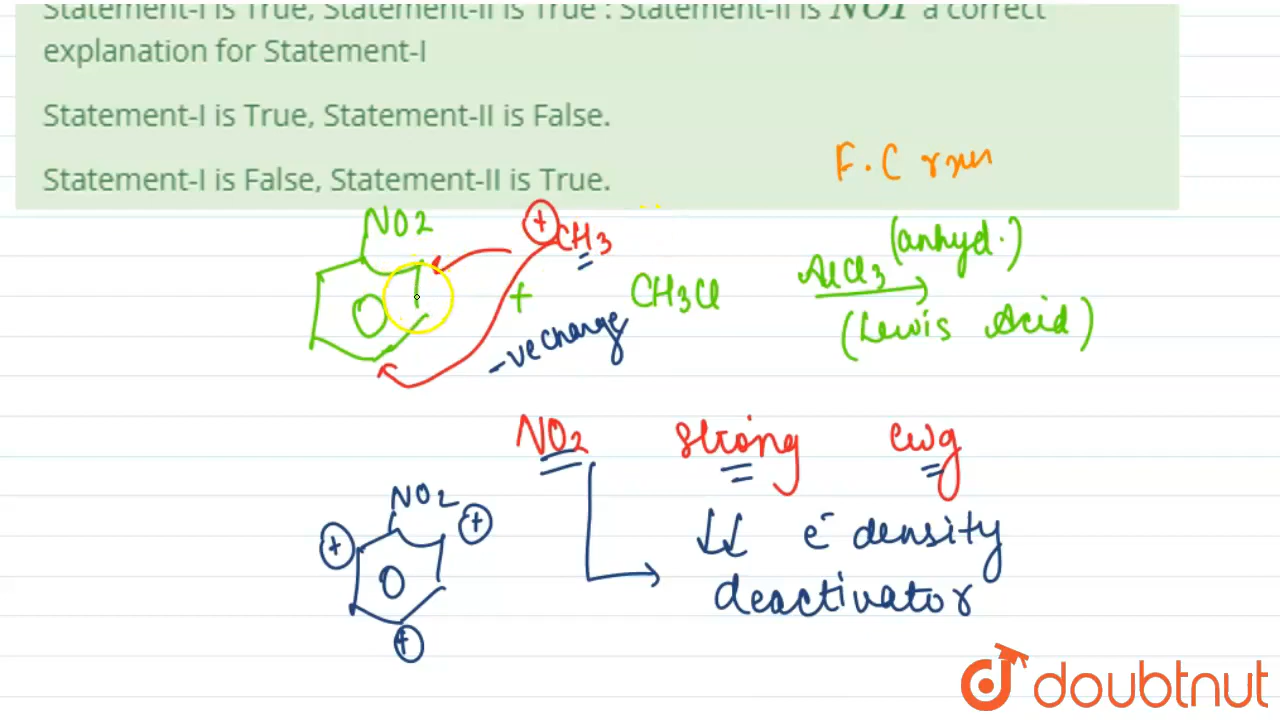 Statement-I is True, Statement-II is True : Statement-II is NOT a correct
explanation for Statement-I
Statement-I is True, Statement-II is False.
Statement-I is False, Statement-II is True.
F.C rxn
NO2
+
CH3
+
CH3Cl
AlCl3
(anhyd.)
(Lewis Acid)
-ve charge
NO2 strong ewg
NO2
+
+
+
↓↓ e- density
deactivator
doubtnut